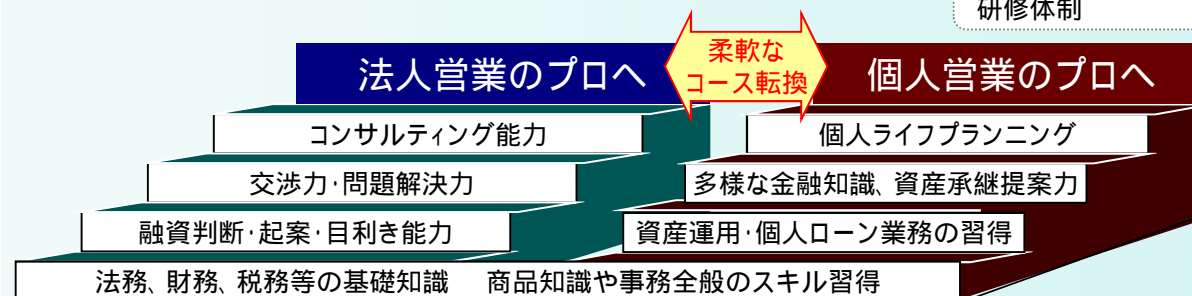 研修体制
法人営業のプロへ
柔軟な
コース転換
個人営業のプロへ
コンサルティング能力
個人ライフプランニング
交渉力･問題解決力
多様な金融知識、資産承継提案力
融資判断･起案･目利き能力
資産運用･個人ローン業務の習得
法務、財務、税務等の基礎知識　商品知識や事務全般のスキル習得